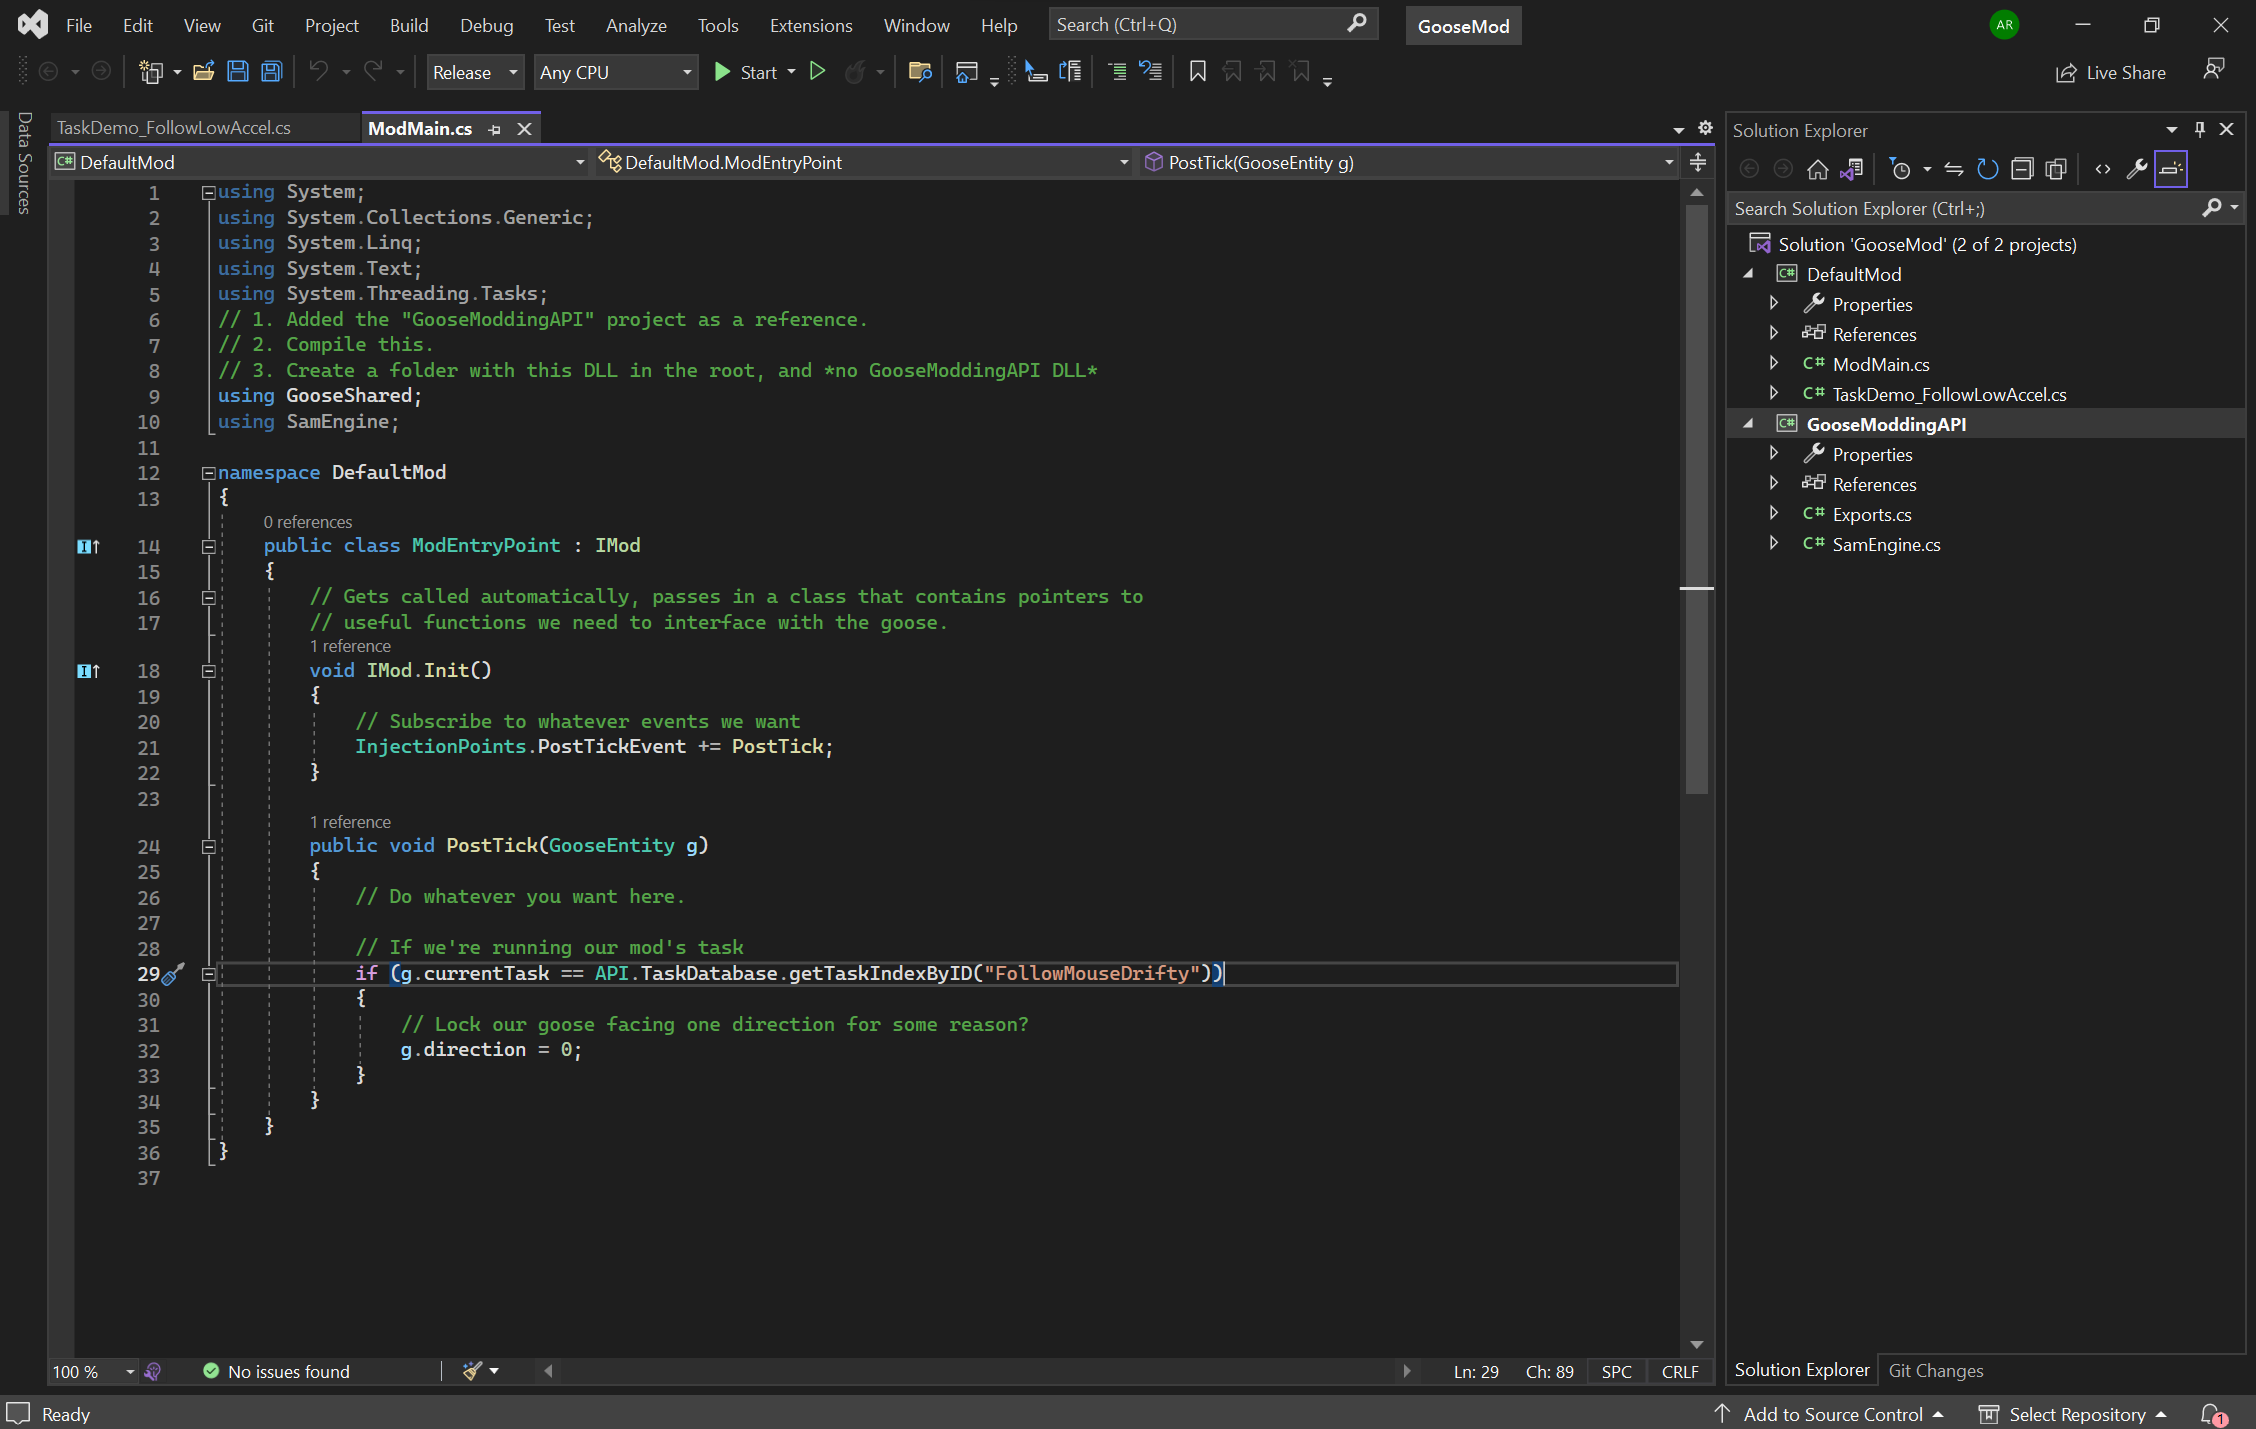 File Edit View Git Project Build Debug Test Analyze Tools Extensions Window Help Search (Ctrl+Q) GooseMod AR
Release Any CPU Start Live Share
Data Sources
TaskDemo_FollowLowAccel.cs ModMain.cs
DefaultMod DefaultMod.ModEntryPoint PostTick(GooseEntity g)
1 using System;
2 using System.Collections.Generic;
3 using System.Linq;
4 using System.Text;
5 using System.Threading.Tasks;
6 // 1. Added the "GooseModdingAPI" project as a reference.
7 // 2. Compile this.
8 // 3. Create a folder with this DLL in the root, and *no GooseModdingAPI DLL*
9 using GooseShared;
10 using SamEngine;
11
12 namespace DefaultMod
13 {
0 references
14 public class ModEntryPoint : IMod
15 {
16 // Gets called automatically, passes in a class that contains pointers to
17 // useful functions we need to interface with the goose.
1 reference
18 void IMod.Init()
19 {
20 // Subscribe to whatever events we want
21 InjectionPoints.PostTickEvent += PostTick;
22 }
23
1 reference
24 public void PostTick(GooseEntity g)
25 {
26 // Do whatever you want here.
27
28 // If we're running our mod's task
29 if (g.currentTask == API.TaskDatabase.getTaskIndexByID("FollowMouseDrifty"))
30 {
31 // Lock our goose facing one direction for some reason?
32 g.direction = 0;
33 }
34 }
35 }
36 }
37
100 % No issues found Ln: 29 Ch: 89 SPC CRLF
Solution Explorer
Search Solution Explorer (Ctrl+;)
Solution 'GooseMod' (2 of 2 projects)
C# DefaultMod
Properties
References
C# ModMain.cs
C# TaskDemo_FollowLowAccel.cs
C# GooseModdingAPI
Properties
References
C# Exports.cs
C# SamEngine.cs
Solution Explorer Git Changes
Ready Add to Source Control Select Repository 1